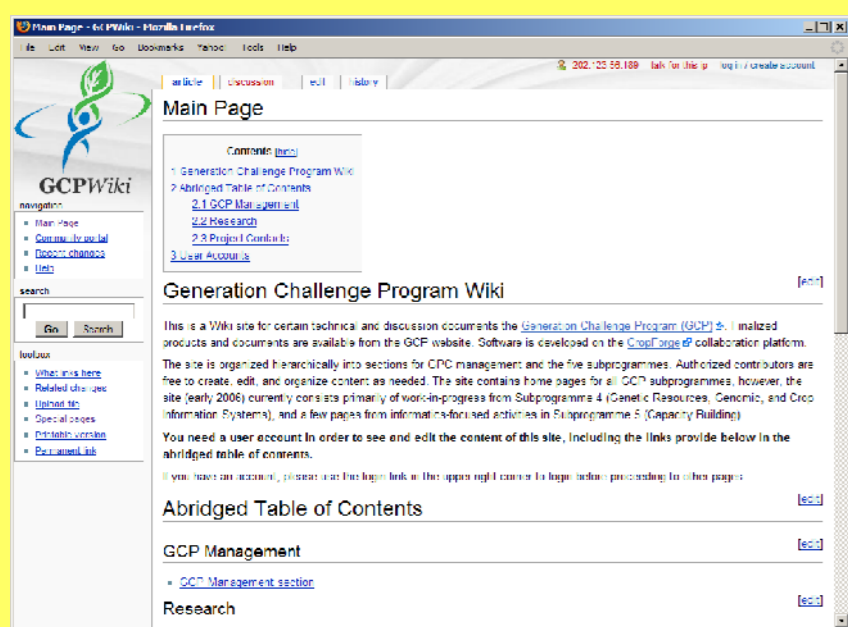 Main Page - GCPWiki - Mozilla Firefox
File Edit View Go Bookmarks Yahoo! Tools Help
202.123.56.189 talk for this ip log in / create account
article discussion edit history
Main Page
Contents [hide]
1 Generation Challenge Program Wiki
2 Abridged Table of Contents
2.1 GCP Management
2.2 Research
2.3 Project Contacts
3 User Accounts
GCPWiki
navigation
Main Page
Community portal
Recent changes
Help
search
Go Search
toolbox
What links here
Related changes
Upload file
Special pages
Printable version
Permanent link
Generation Challenge Program Wiki
[edit]
This is a Wiki site for certain technical and discussion documents the Generation Challenge Program (GCP). Finalized
products and documents are available from the GCP website. Software is developed on the CropForge collaboration platform.
The site is organized hierarchically into sections for GPC management and the five subprogrammes. Authorized contributors are
free to create, edit, and organize content as needed. The site contains home pages for all GCP subprogrammes, however, the
site (early 2006) currently consists primarily of work-in-progress from Subprogramme 4 (Genetic Resources, Genomic, and Crop
Information Systems), and a few pages from informatics-focused activities in Subprogramme 5 (Capacity Building)
You need a user account in order to see and edit the content of this site, including the links provide below in the
abridged table of contents.
If you have an account, please use the login link in the upper right corner to login before proceeding to other pages
Abridged Table of Contents
[edit]
GCP Management
[edit]
GCP Management section
Research
[edit]